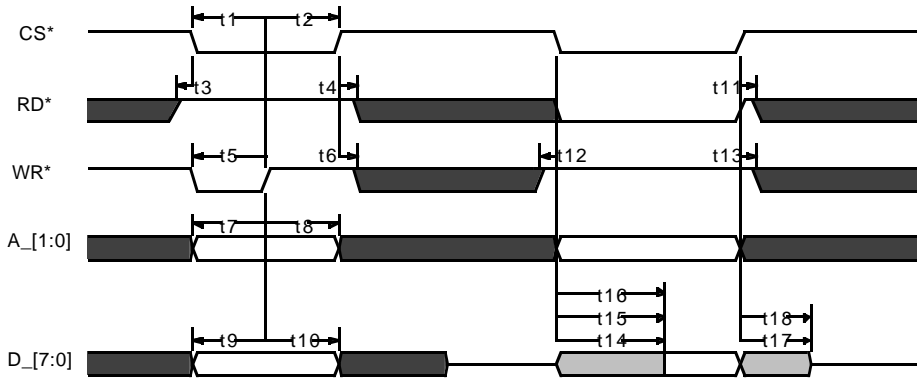 CS*
t1 t2
RD*
t3 t4 t11
WR*
t5 t6 t12 t13
A_[1:0]
t7 t8
t16
t15 t18
t14 t17
D_[7:0]
t9 t10